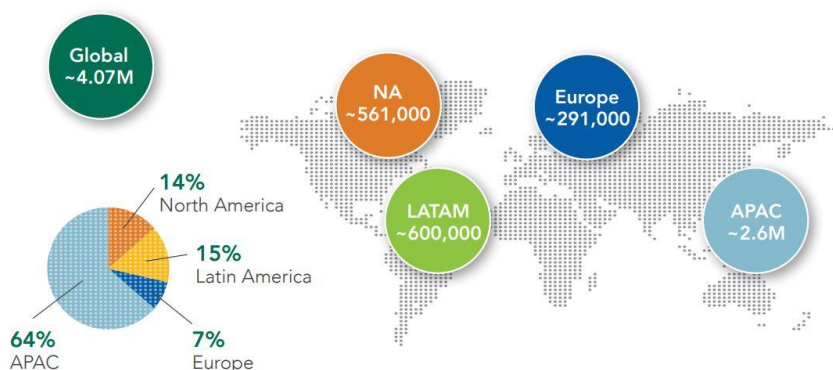 Global
~4.07M
NA
~561,000
Europe
~291,000
LATAM
~600,000
APAC
~2.6M
14%
North America
15%
Latin America
64%
APAC
7%
Europe